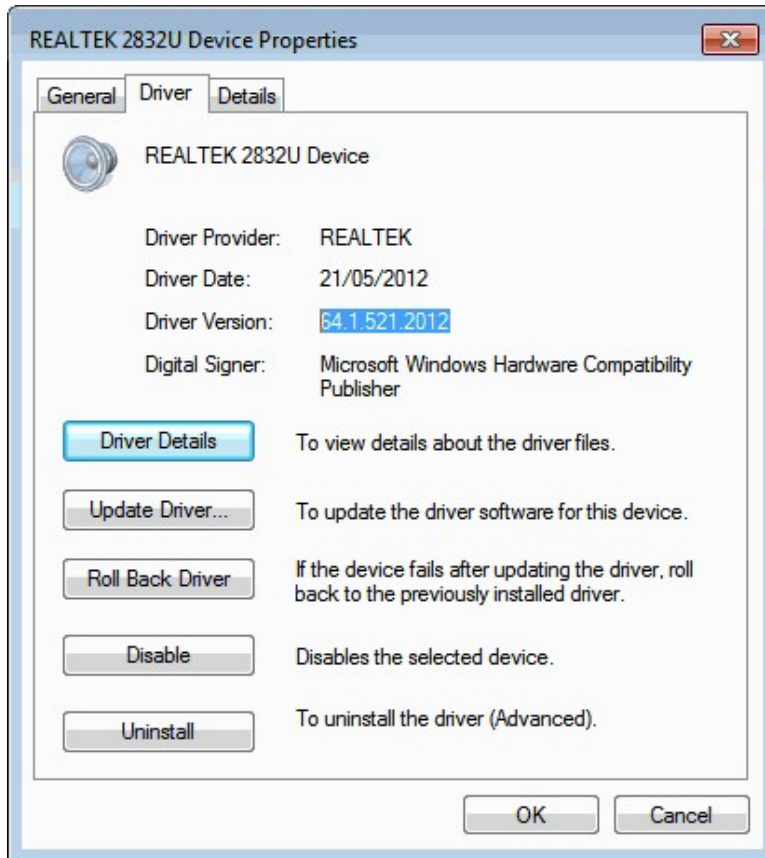 REALTEK 2832U Device Properties
General Driver Details
REALTEK 2832U Device
Driver Provider: REALTEK
Driver Date: 21/05/2012
Driver Version: 64.1.521.2012
Digital Signer: Microsoft Windows Hardware Compatibility
Publisher
Driver Details To view details about the driver files.
Update Driver... To update the driver software for this device.
Roll Back Driver If the device fails after updating the driver, roll
back to the previously installed driver.
Disable Disables the selected device.
Uninstall To uninstall the driver (Advanced).
OK Cancel